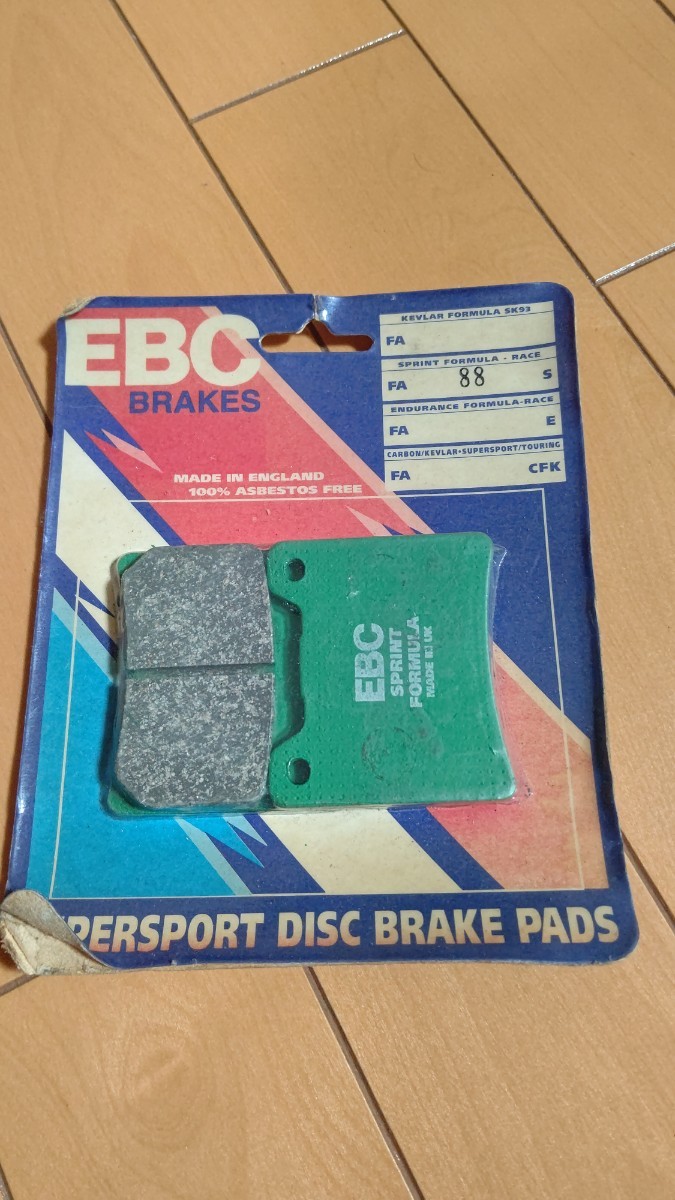 EBC
BRAKES
KEVLAR FORMULA SK93
FA
SPRINT FORMULA - RACE
FA 88 S
ENDURANCE FORMULA-RACE
FA E
CARBON/KEVLAR•SUPERSPORT/TOURING
FA CFK
MADE IN ENGLAND
100% ASBESTOS FREE
EBC
SPRINT
FORMULA
MADE IN UK
PERSPORT DISC BRAKE PADS